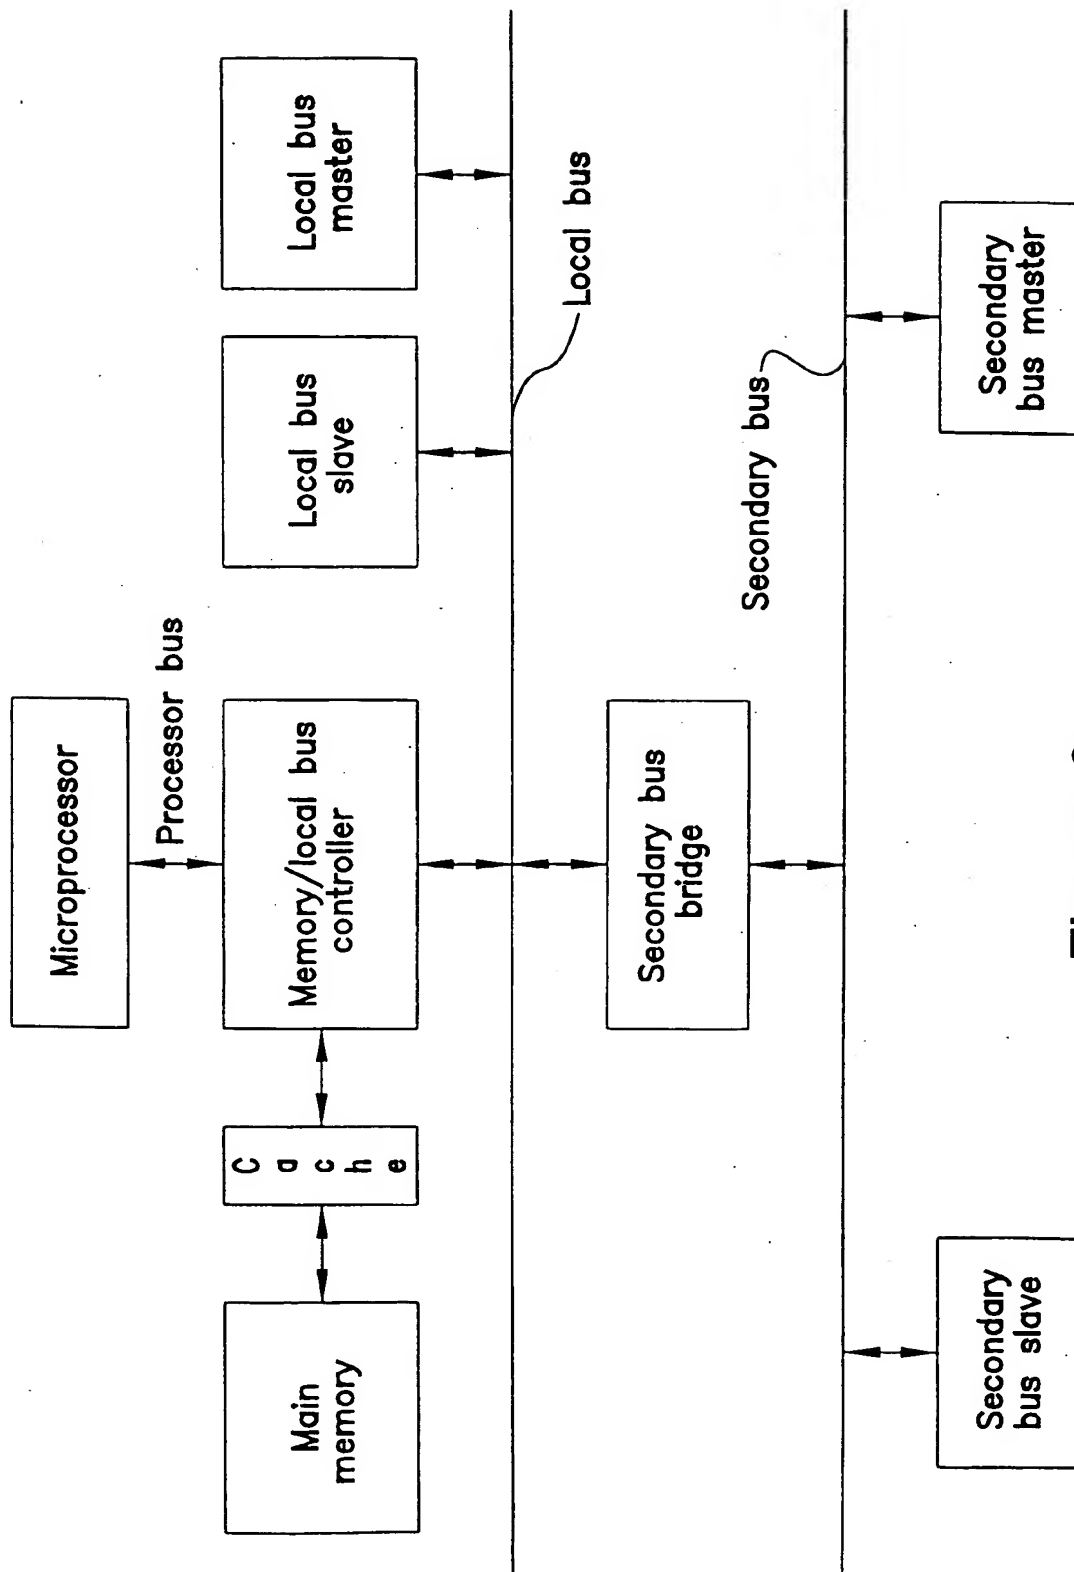 Microprocessor
Processor bus
Main
memory
C
a
c
h
e
Memory/local bus
controller
Local bus
slave
Local bus
master
Local bus
Secondary bus
bridge
Secondary bus
Secondary
bus slave
Secondary
bus master